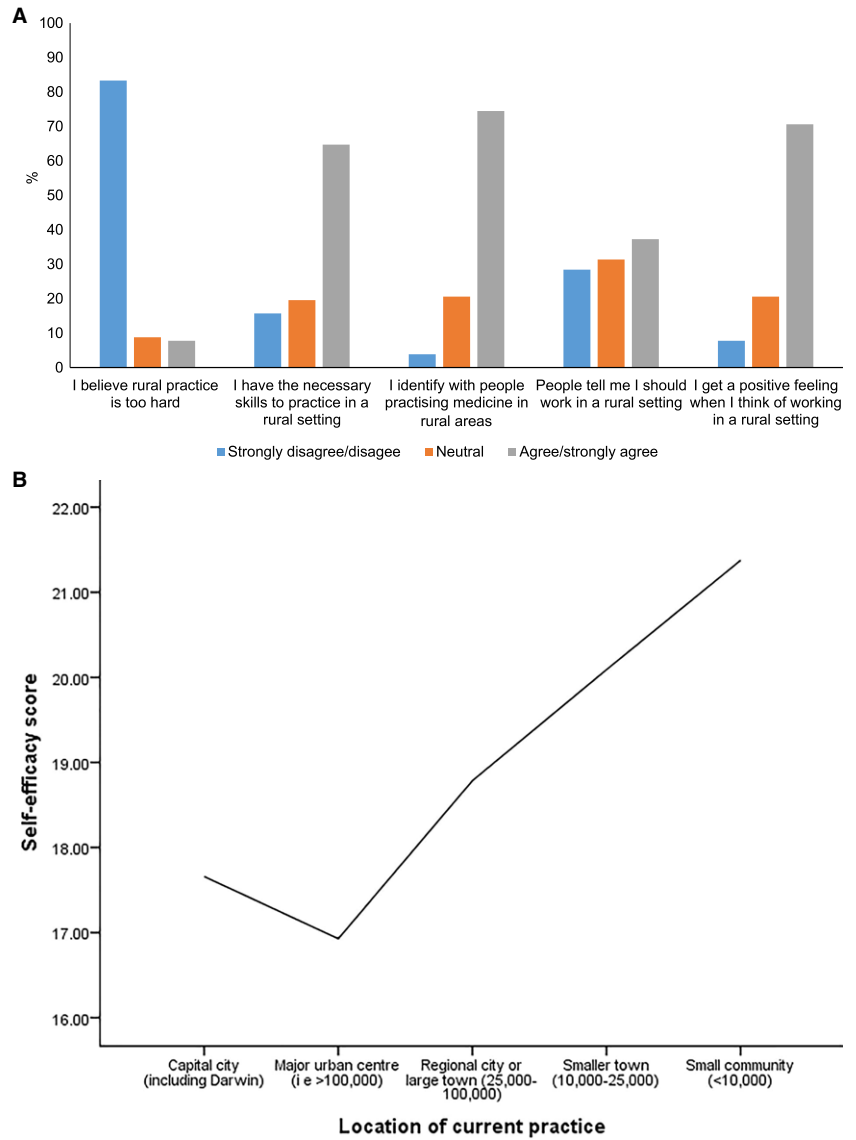 A
100
90
80
70
60
50
40
30
20
10
0
%
I believe rural practice
is too hard
I have the necessary
skills to practice in a
rural setting
I identify with people
practising medicine in
rural areas
People tell me I should
work in a rural setting
I get a positive feeling
when I think of working
in a rural setting
Strongly disagree/disagee
Neutral
Agree/strongly agree
B
22.00
21.00
20.00
19.00
18.00
17.00
16.00
Self-efficacy score
Capital city
(including Darwin)
Major urban centre
(i e >100,000)
Regional city or
large town (25,000-
100,000)
Smaller town
(10,000-25,000)
Small community
(<10,000)
Location of current practice